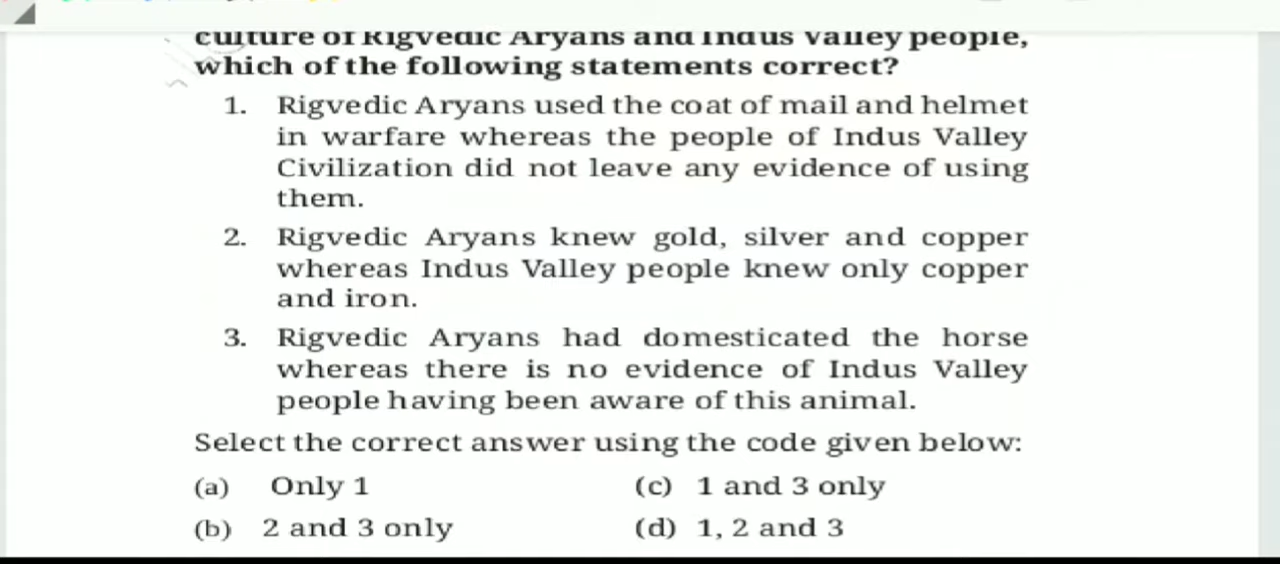 culture of Rigvedic Aryans and Indus Valley people,
which of the following statements correct?
1. Rigvedic Aryans used the coat of mail and helmet
in warfare whereas the people of Indus Valley
Civilization did not leave any evidence of using
them.
2. Rigvedic Aryans knew gold, silver and copper
whereas Indus Valley people knew only copper
and iron.
3. Rigvedic Aryans had domesticated the horse
whereas there is no evidence of Indus Valley
people having been aware of this animal.
Select the correct answer using the code given below:
(a) Only 1 (c) 1 and 3 only
(b) 2 and 3 only (d) 1, 2 and 3